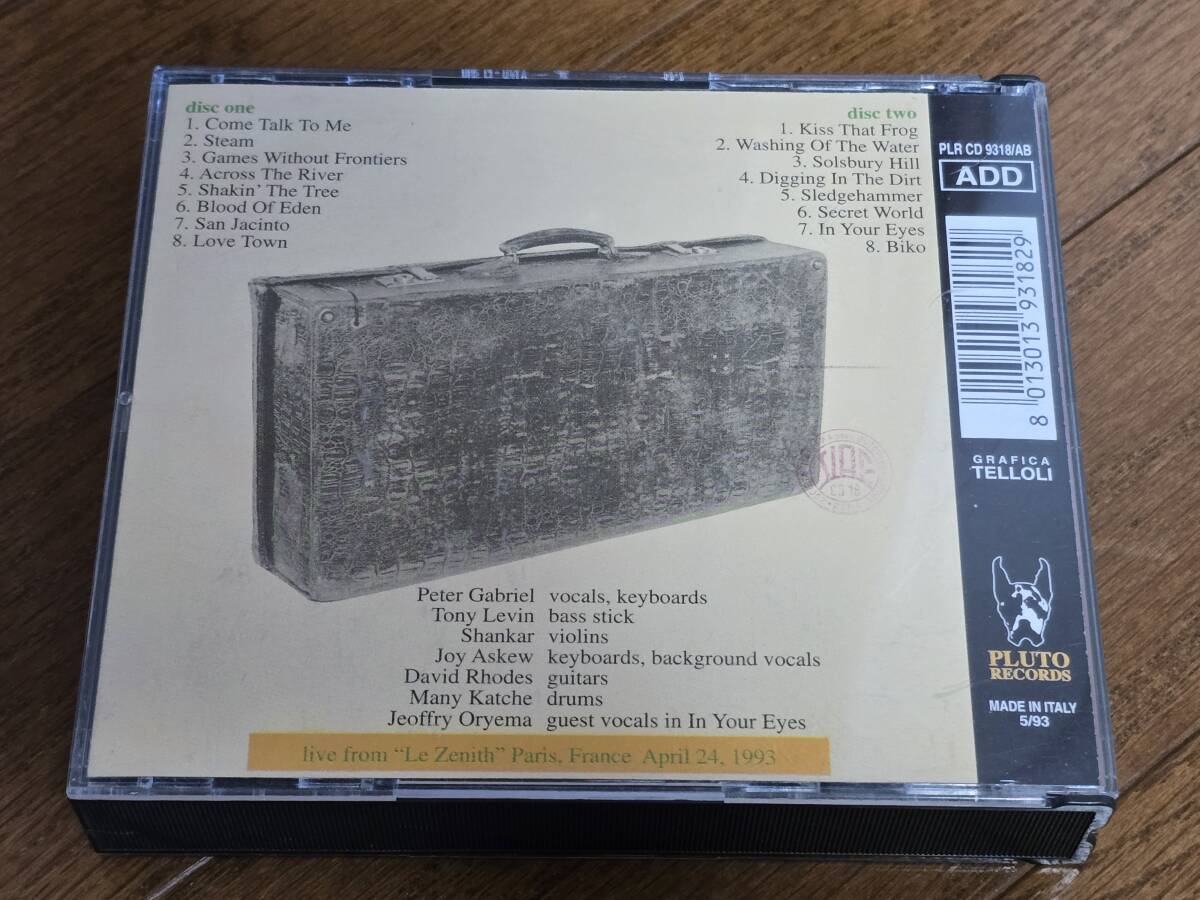 disc one
1. Come Talk To Me
2. Steam
3. Games Without Frontiers
4. Across The River
5. Shakin' The Tree
6. Blood Of Eden
7. San Jacinto
8. Love Town
disc two
1. Kiss That Frog
2. Washing Of The Water
3. Solsbury Hill
4. Digging In The Dirt
5. Sledgehammer
6. Secret World
7. In Your Eyes
8. Biko
Peter Gabriel vocals, keyboards
Tony Levin bass stick
Shankar violins
Joy Askew keyboards, background vocals
David Rhodes guitars
Many Katche drums
Jeoffry Oryema guest vocals in In Your Eyes
live from "Le Zenith" Paris, France April 24, 1993
PLR CD 9318/AB
ADD
8 013013 931829
GRAFICA
TELLOLI
PLUTO
RECORDS
MADE IN ITALY
5/93